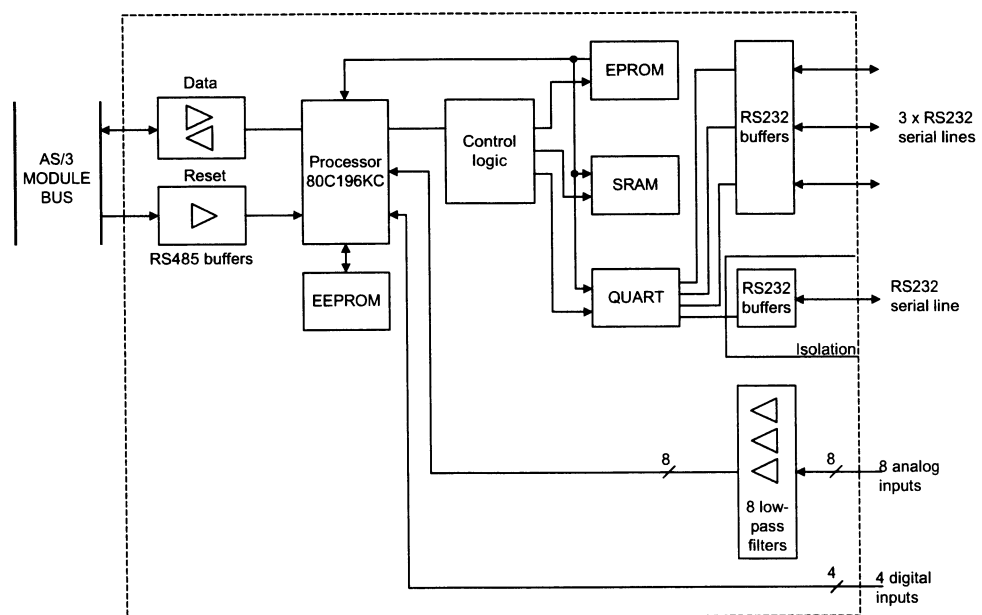 AS/3
MODULE
BUS
Data
Reset
RS485 buffers
Processor
80C196KC
EEPROM
Control
logic
EPROM
SRAM
QUART
RS232
buffers
3 x RS232
serial lines
RS232
buffers
RS232
serial line
Isolation
8
8
8 analog
inputs
8 low-
pass
filters
4
4 digital
inputs